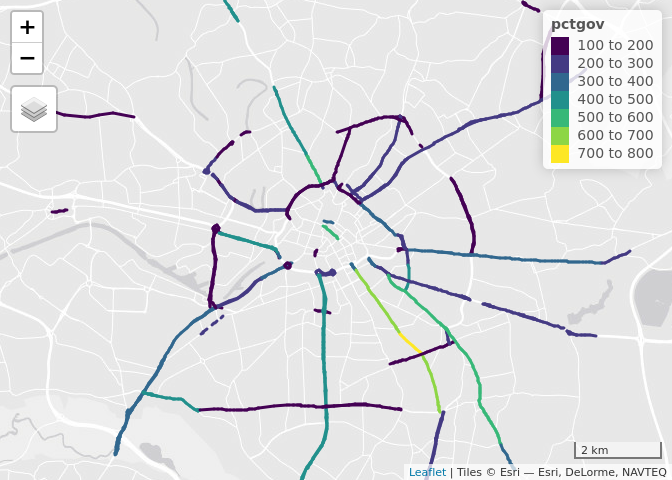 +
−
pctgov
100 to 200
200 to 300
300 to 400
400 to 500
500 to 600
600 to 700
700 to 800
2 km
Leaflet | Tiles © Esri — Esri, DeLorme, NAVTEQ